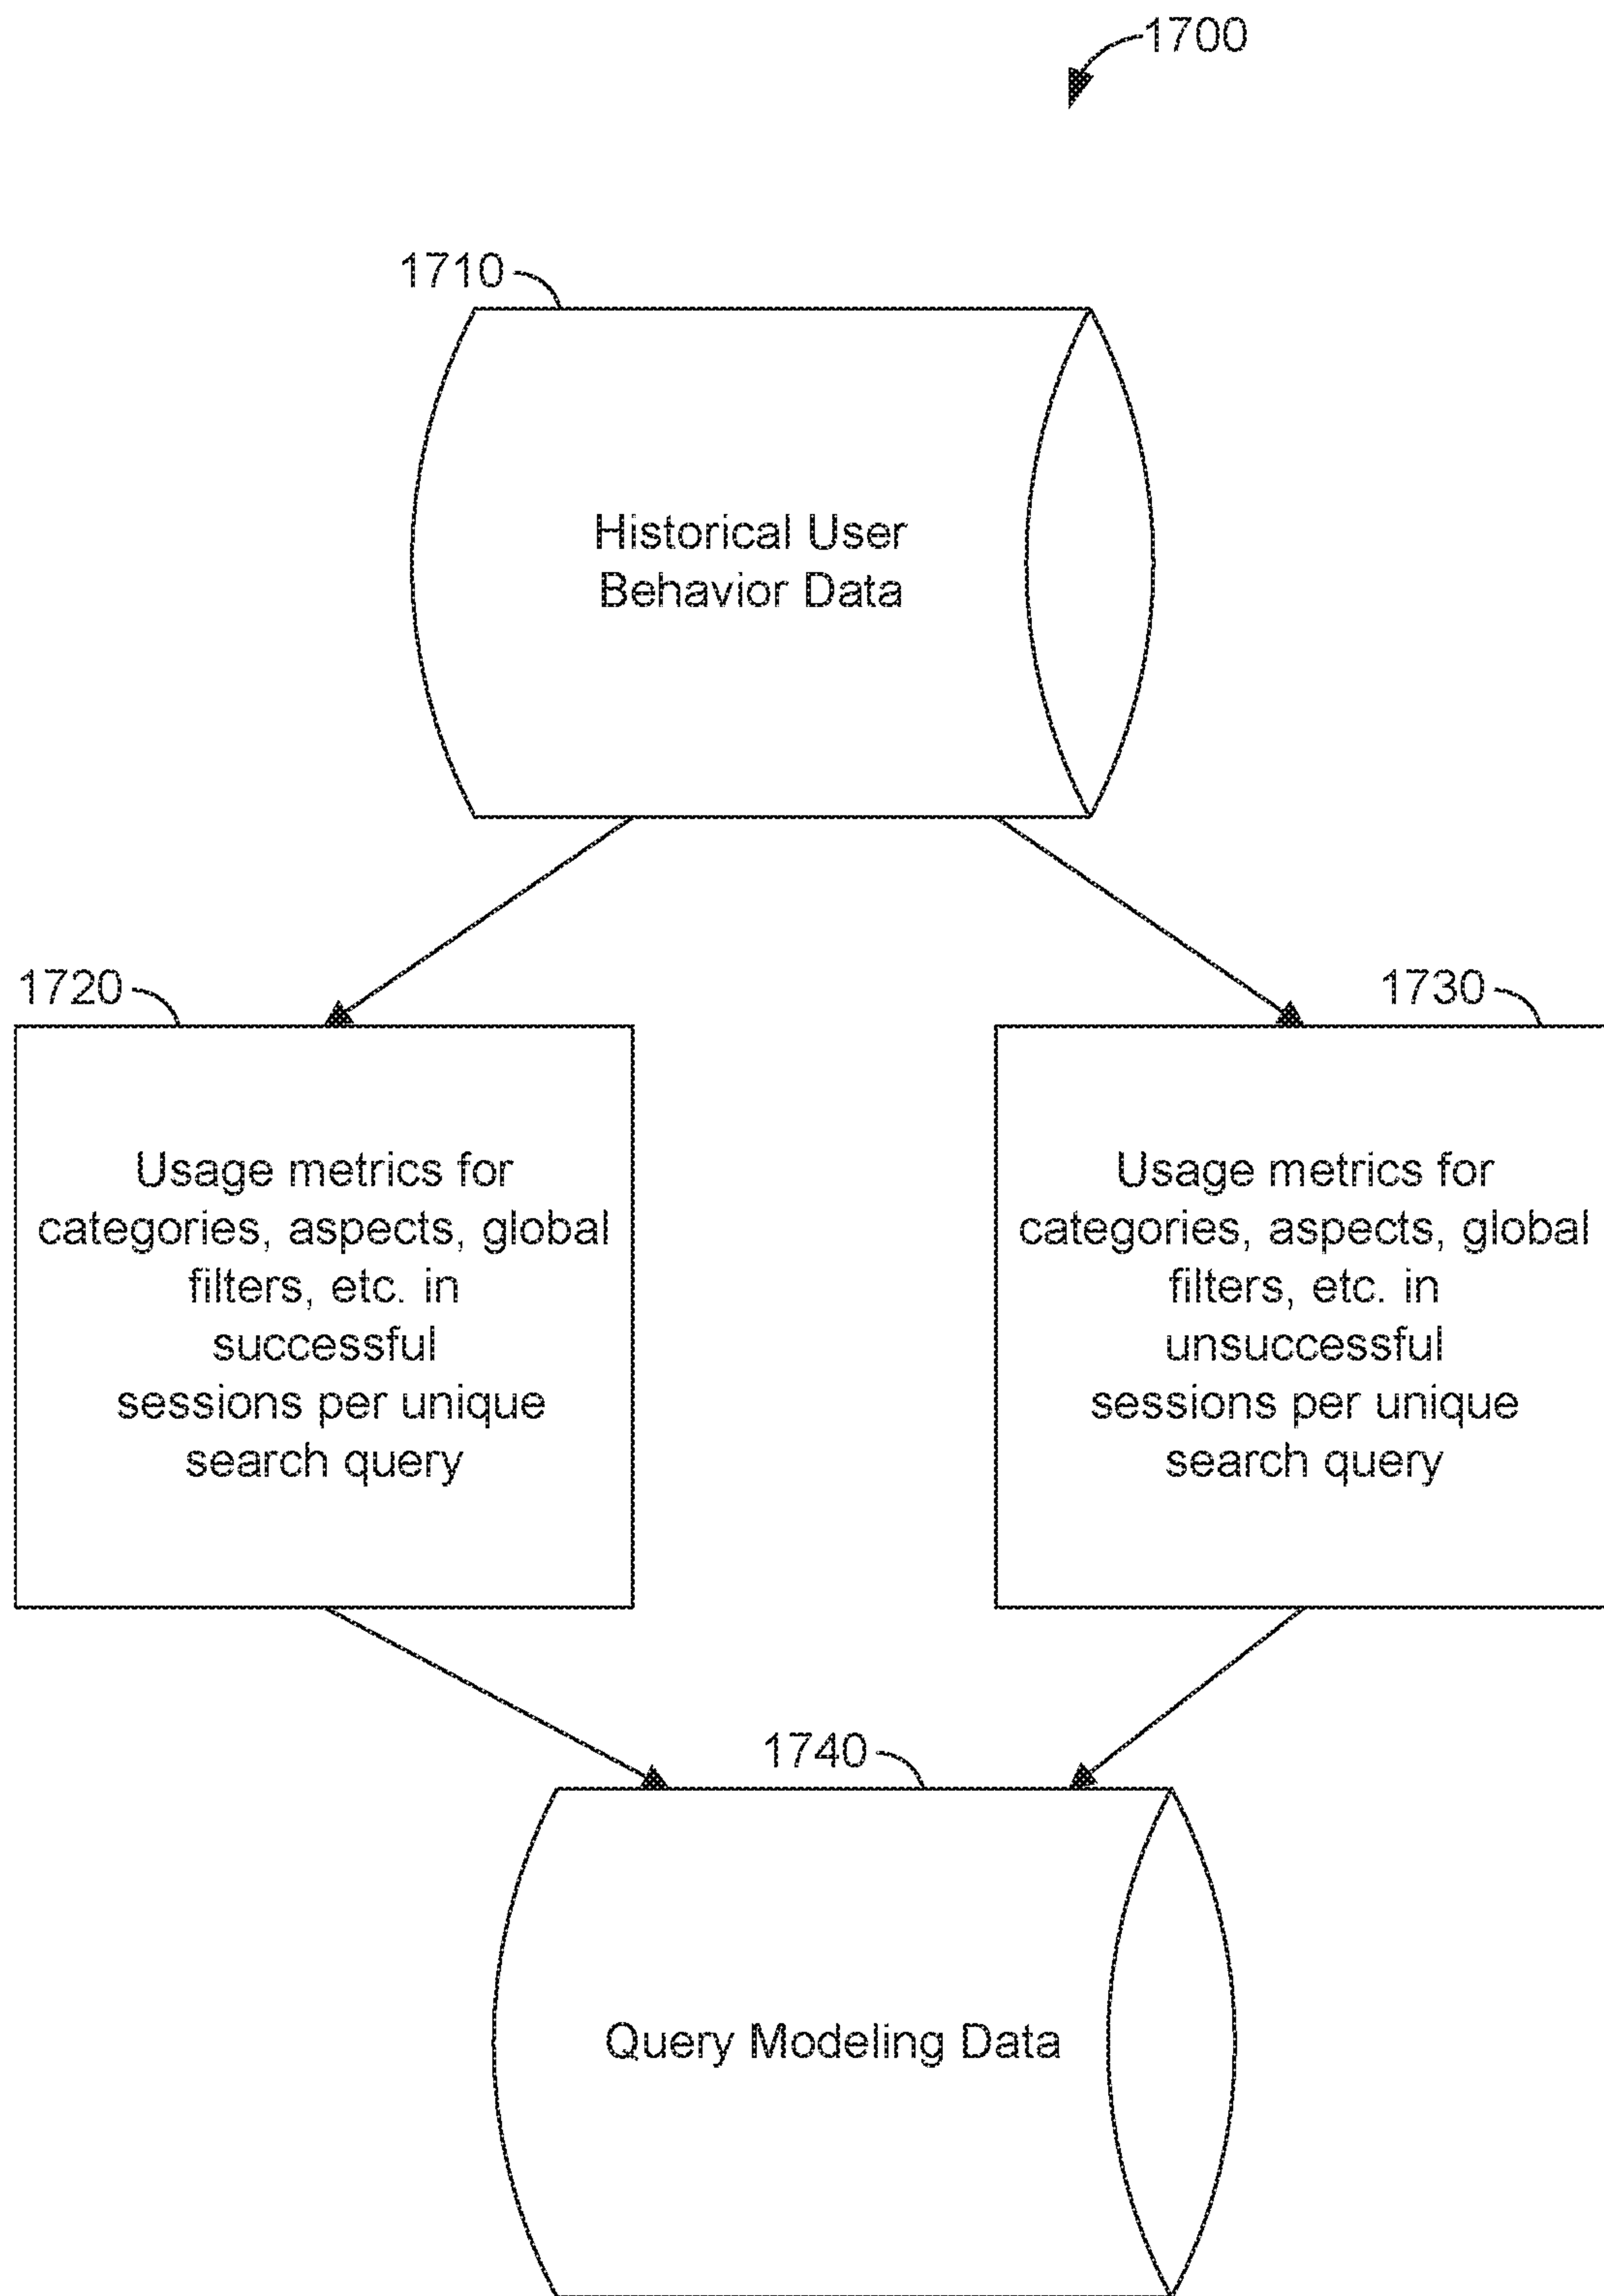 1700
1710
Historical User
Behavior Data
1720
Usage metrics for
categories, aspects, global
filters, etc. in
successful
sessions per unique
search query
1730
Usage metrics for
categories, aspects, global
filters, etc. in
unsuccessful
sessions per unique
search query
1740
Query Modeling Data